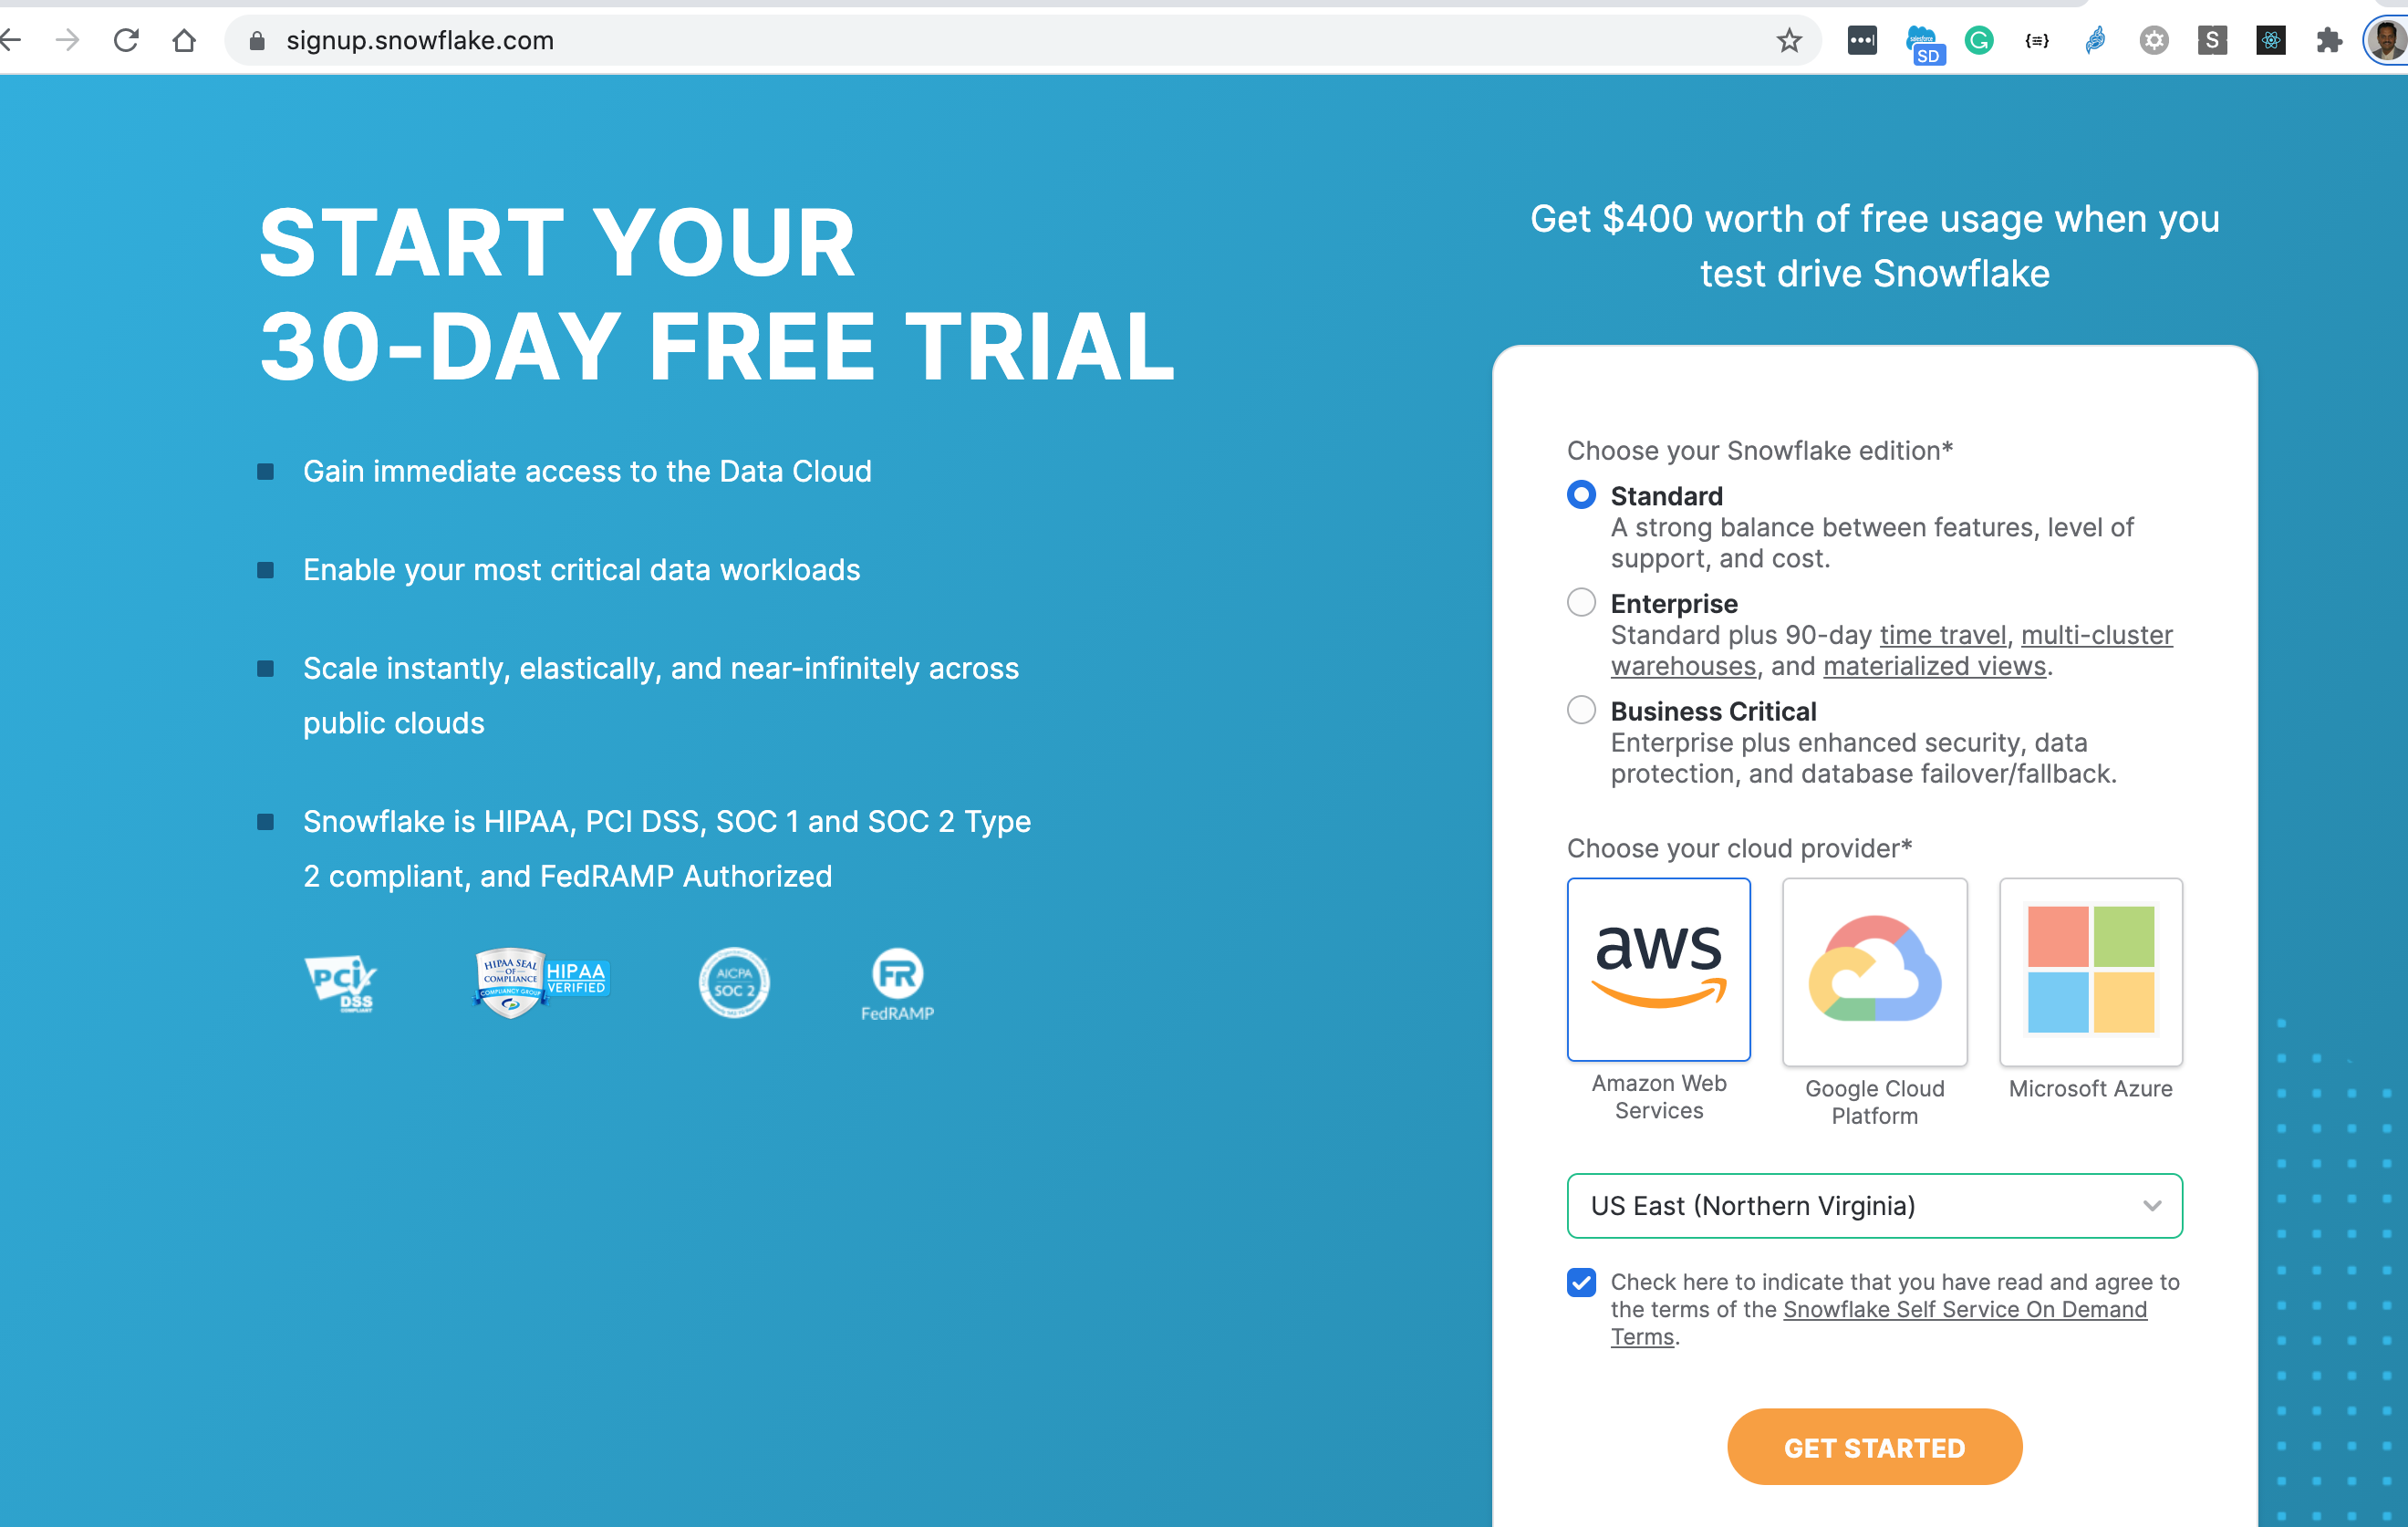 signup.snowflake.com
SD
G
{≡}
S
START YOUR
30-DAY FREE TRIAL
Gain immediate access to the Data Cloud
Enable your most critical data workloads
Scale instantly, elastically, and near-infinitely across
public clouds
Snowflake is HIPAA, PCI DSS, SOC 1 and SOC 2 Type
2 compliant, and FedRAMP Authorized
PCI
DSS
COMPLIANT
HIPAA SEAL
OF
COMPLIANCE
COMPLIANCY GROUP
HIPAA
VERIFIED
AICPA
SOC 2
FR
FedRAMP
Get $400 worth of free usage when you
test drive Snowflake
Choose your Snowflake edition*
Standard
A strong balance between features, level of
support, and cost.
Enterprise
Standard plus 90-day time travel, multi-cluster
warehouses, and materialized views.
Business Critical
Enterprise plus enhanced security, data
protection, and database failover/fallback.
Choose your cloud provider*
aws
Amazon Web
Services
Google Cloud
Platform
Microsoft Azure
US East (Northern Virginia)
Check here to indicate that you have read and agree to
the terms of the Snowflake Self Service On Demand
Terms.
GET STARTED